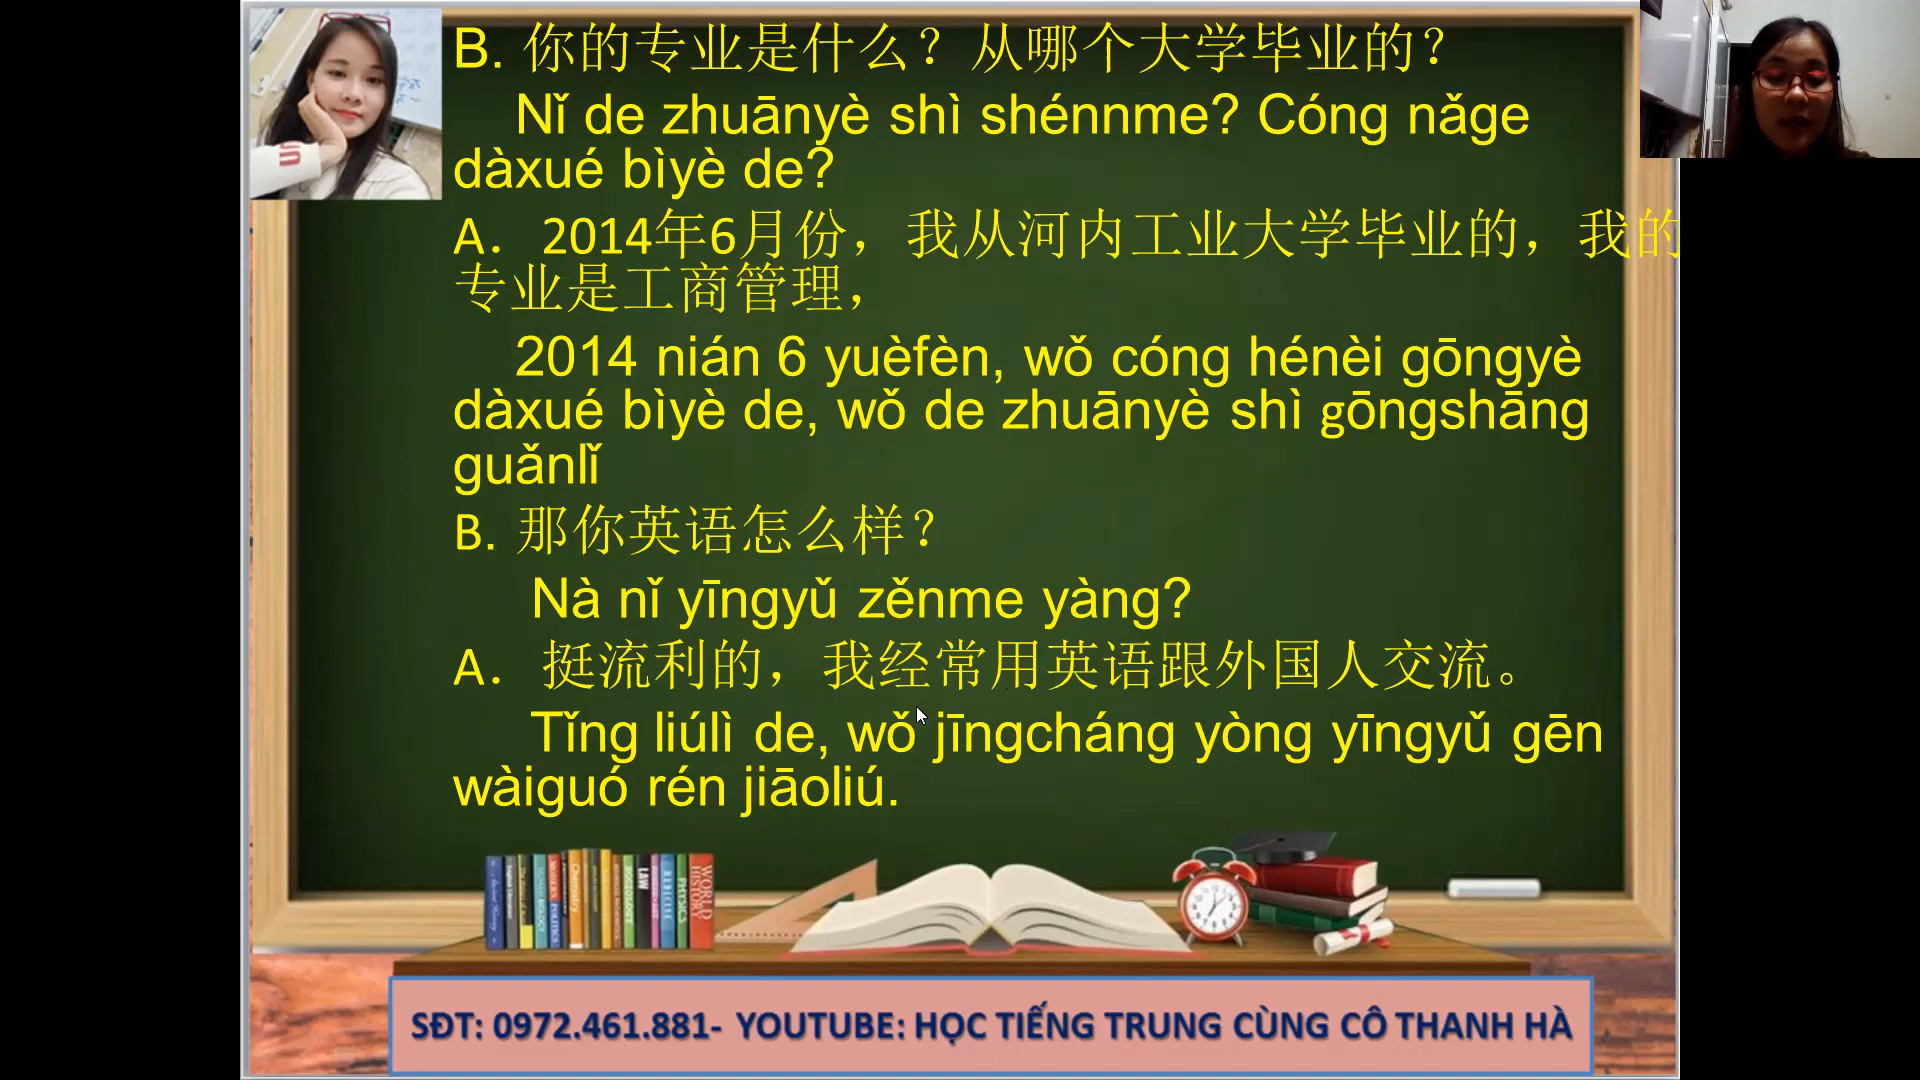 B. 你的专业是什么？从哪个大学毕业的？
Nǐ de zhuānyè shì shénnme? Cóng nǎge
dàxué bìyè de?
A. 2014年6月份，我从河内工业大学毕业的，我的
专业是工商管理，
2014 nián 6 yuèfèn, wǒ cóng hénèi gōngyè
dàxué bìyè de, wǒ de zhuānyè shì gōngshāng
guǎnlǐ
B. 那你英语怎么样？
Nà nǐ yīngyǔ zěnme yàng?
A. 挺流利的，我经常用英语跟外国人交流。
Tǐng liúlì de, wǒ jīngcháng yòng yīngyǔ gēn
wàiguó rén jiāoliú.
LAW
PHYSICS
WORLD HISTORY
SĐT: 0972.461.881- YOUTUBE: HỌC TIẾNG TRUNG CÙNG CÔ THANH HÀ